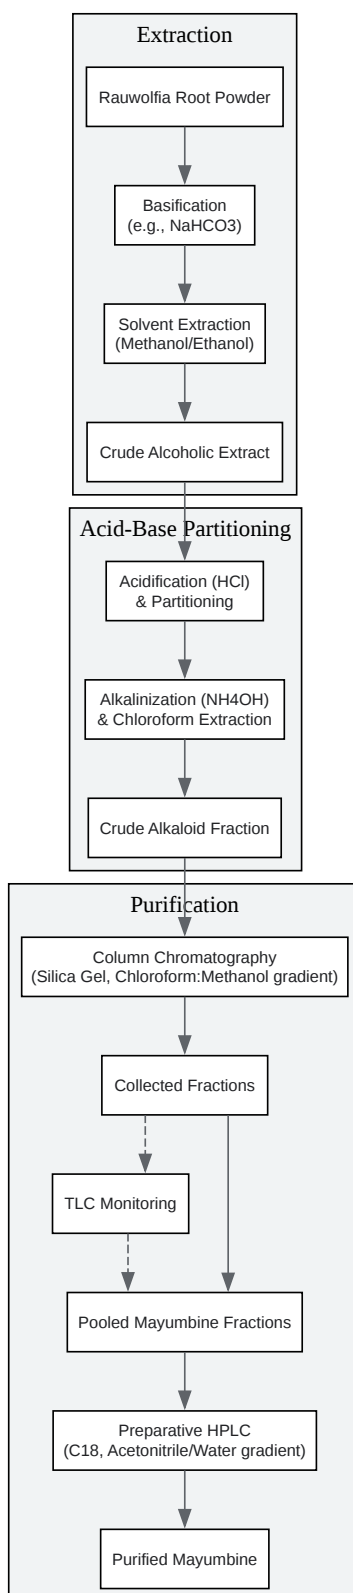 Extraction
Rauwolfia Root Powder
Basification
(e.g., NaHCO3)
Solvent Extraction
(Methanol/Ethanol)
Crude Alcoholic Extract
Acid-Base Partitioning
Acidification (HCl)
& Partitioning
Alkalinization (NH4OH)
& Chloroform Extraction
Crude Alkaloid Fraction
Purification
Column Chromatography
(Silica Gel, Chloroform:Methanol gradient)
Collected Fractions
TLC Monitoring
Pooled Mayumbine Fractions
Preparative HPLC
(C18, Acetonitrile/Water gradient)
Purified Mayumbine